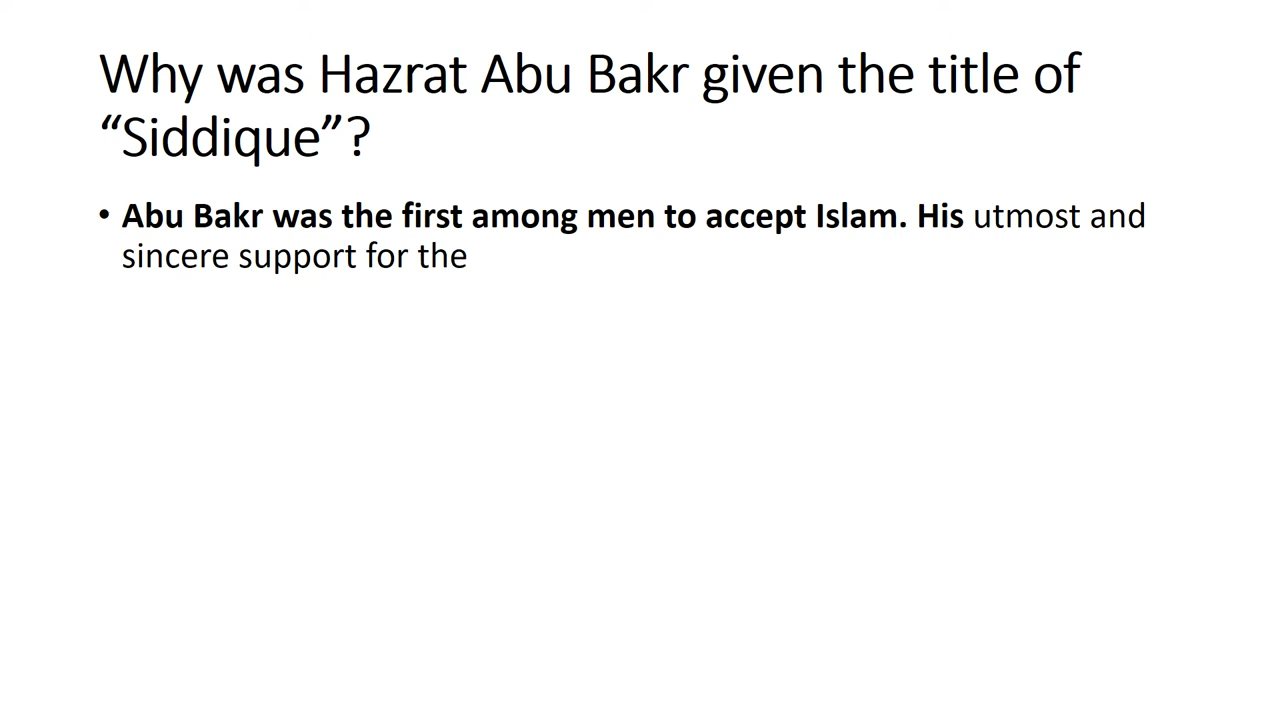 Why was Hazrat Abu Bakr given the title of
“Siddique”?
• Abu Bakr was the first among men to accept Islam. His utmost and
sincere support for the